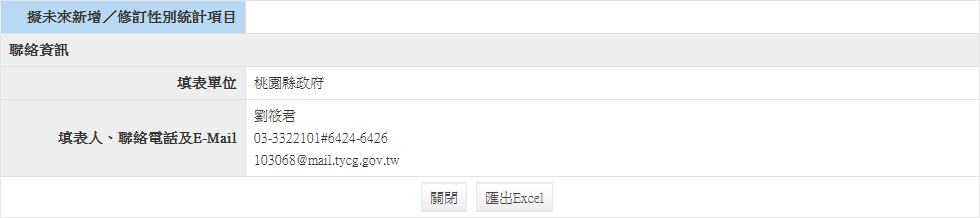 擬未來新增／修訂性別統計項目
聯絡資訊
填表單位 桃園縣政府
填表人、聯絡電話及E-Mail
劉筱君
03-3322101#6424-6426
103068@mail.tycg.gov.tw
關閉 匯出Excel